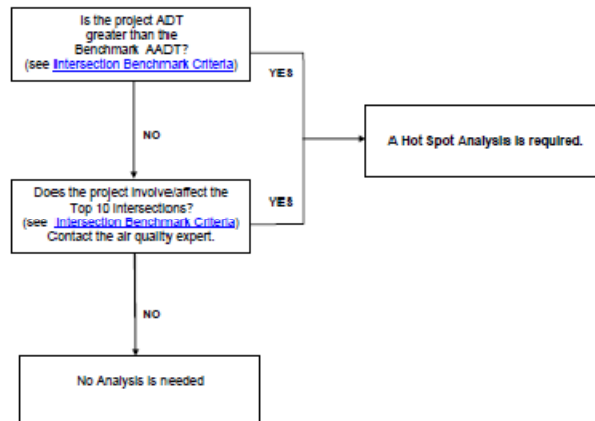 Is the project ADT
greater than the
Benchmark AADT?
(see Intersection Benchmark Criteria)
YES
NO
A Hot Spot Analysis is required.
Does the project involve/affect the
Top 10 Intersections?
(see Intersection Benchmark Criteria)
Contact the air quality expert.
YES
NO
No Analysis is needed